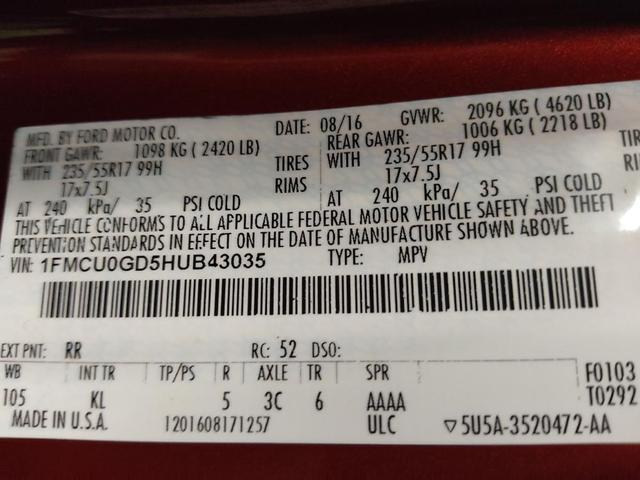 MFD. BY FORD MOTOR CO. DATE: 08/16 GVWR: 2096 KG ( 4620 LB)
FRONT GAWR: 1098 KG ( 2420 LB) REAR GAWR: 1006 KG ( 2218 LB)
WITH 235/55R17 99H TIRES WITH 235/55R17 99H TIRES
17x7.5J RIMS 17x7.5J RIMS
AT 240 kPa/ 35 PSI COLD AT 240 kPa/ 35 PSI COLD
THIS VEHICLE CONFORMS TO ALL APPLICABLE FEDERAL MOTOR VEHICLE SAFETY AND THEFT
PREVENTION STANDARDS IN EFFECT ON THE DATE OF MANUFACTURE SHOWN ABOVE.
VIN: 1FMCU0GD5HUB43035 TYPE: MPV
EXT PNT: RR RC: 52 DSO:
WB INT TR TP/PS R AXLE TR SPR F0103
105 KL 5 3C 6 AAAA T0292
MADE IN U.S.A. 1201608171257 ULC ▽5U5A-3520472-AA